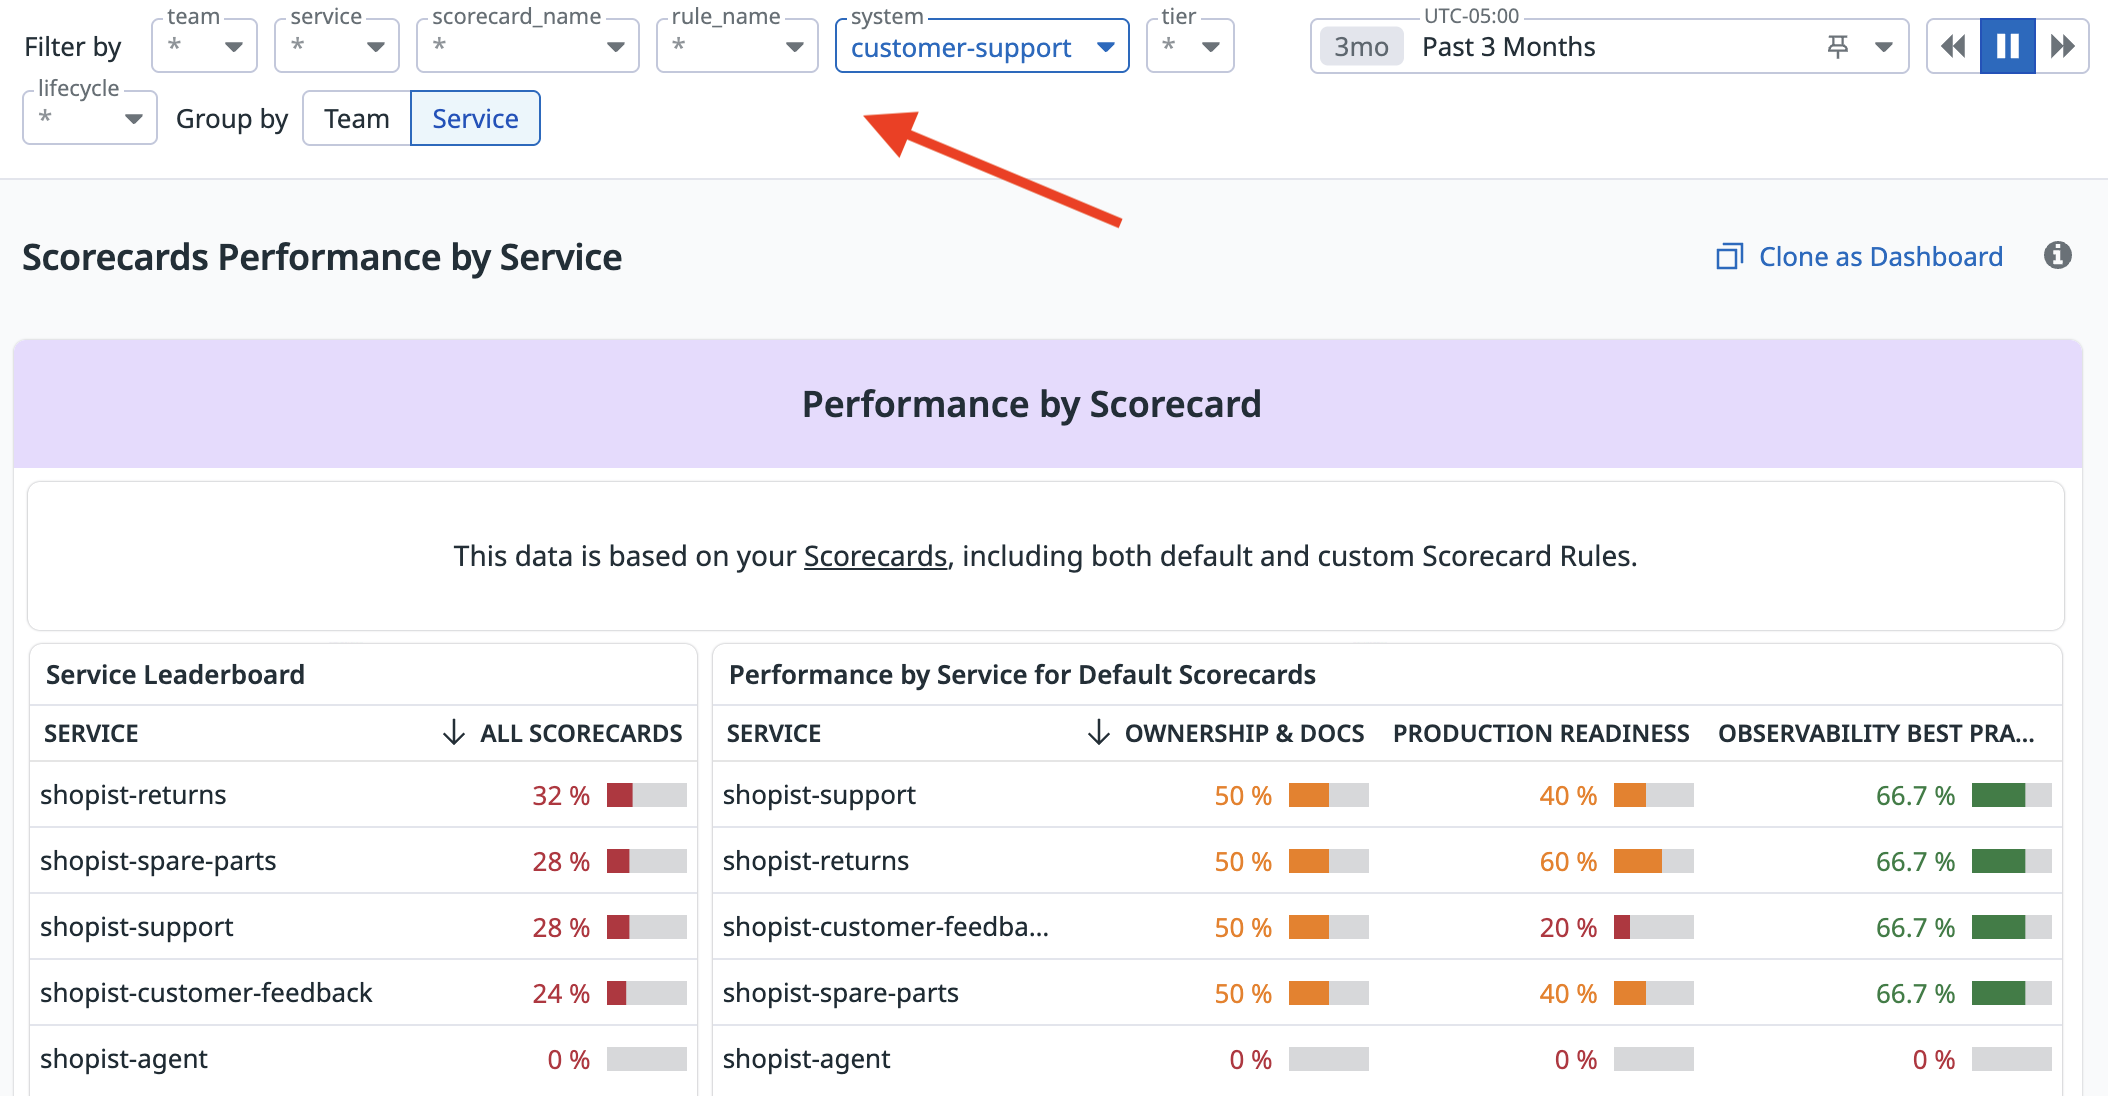 Filter by
team
*
service
*
scorecard_name
*
rule_name
*
system
customer-support
tier
*
UTC-05:00
3mo Past 3 Months
lifecycle
*
Group by Team Service
Scorecards Performance by Service
Clone as Dashboard
Performance by Scorecard
This data is based on your Scorecards, including both default and custom Scorecard Rules.
Service Leaderboard
SERVICE ↓ ALL SCORECARDS
shopist-returns 32 %
shopist-spare-parts 28 %
shopist-support 28 %
shopist-customer-feedback 24 %
shopist-agent 0 %
Performance by Service for Default Scorecards
SERVICE ↓ OWNERSHIP & DOCS PRODUCTION READINESS OBSERVABILITY BEST PRA...
shopist-support 50 % 40 % 66.7 %
shopist-returns 50 % 60 % 66.7 %
shopist-customer-feedba... 50 % 20 % 66.7 %
shopist-spare-parts 50 % 40 % 66.7 %
shopist-agent 0 % 0 % 0 %